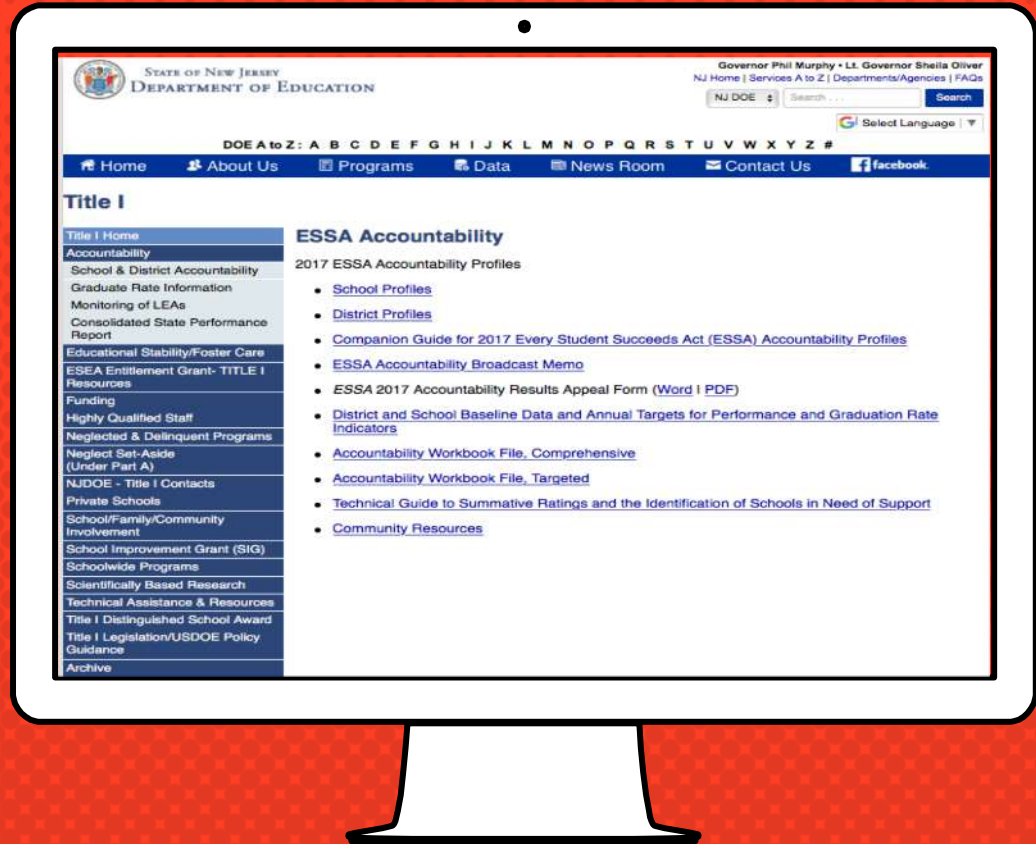 STATE OF NEW JERSEY
DEPARTMENT OF EDUCATION
Governor Phil Murphy • Lt. Governor Sheila Oliver
NJ Home | Services A to Z | Departments/Agencies | FAQs
NJ DOE Search . . . Search
G Select Language ▼
DOE A to Z: A B C D E F G H I J K L M N O P Q R S T U V W X Y Z #
Home About Us Programs Data News Room Contact Us facebook.
Title I
Title I Home
Accountability
School & District Accountability
Graduate Rate Information
Monitoring of LEAs
Consolidated State Performance
Report
Educational Stability/Foster Care
ESEA Entitlement Grant- TITLE I
Resources
Funding
Highly Qualified Staff
Neglected & Delinquent Programs
Neglect Set-Aside
(Under Part A)
NJDOE - Title I Contacts
Private Schools
School/Family/Community
Involvement
School Improvement Grant (SIG)
Schoolwide Programs
Scientifically Based Research
Technical Assistance & Resources
Title I Distinguished School Award
Title I Legislation/USDOE Policy
Guidance
Archive
ESSA Accountability
2017 ESSA Accountability Profiles
• School Profiles
• District Profiles
• Companion Guide for 2017 Every Student Succeeds Act (ESSA) Accountability Profiles
• ESSA Accountability Broadcast Memo
• ESSA 2017 Accountability Results Appeal Form (Word | PDF)
• District and School Baseline Data and Annual Targets for Performance and Graduation Rate
Indicators
• Accountability Workbook File, Comprehensive
• Accountability Workbook File, Targeted
• Technical Guide to Summative Ratings and the Identification of Schools in Need of Support
• Community Resources